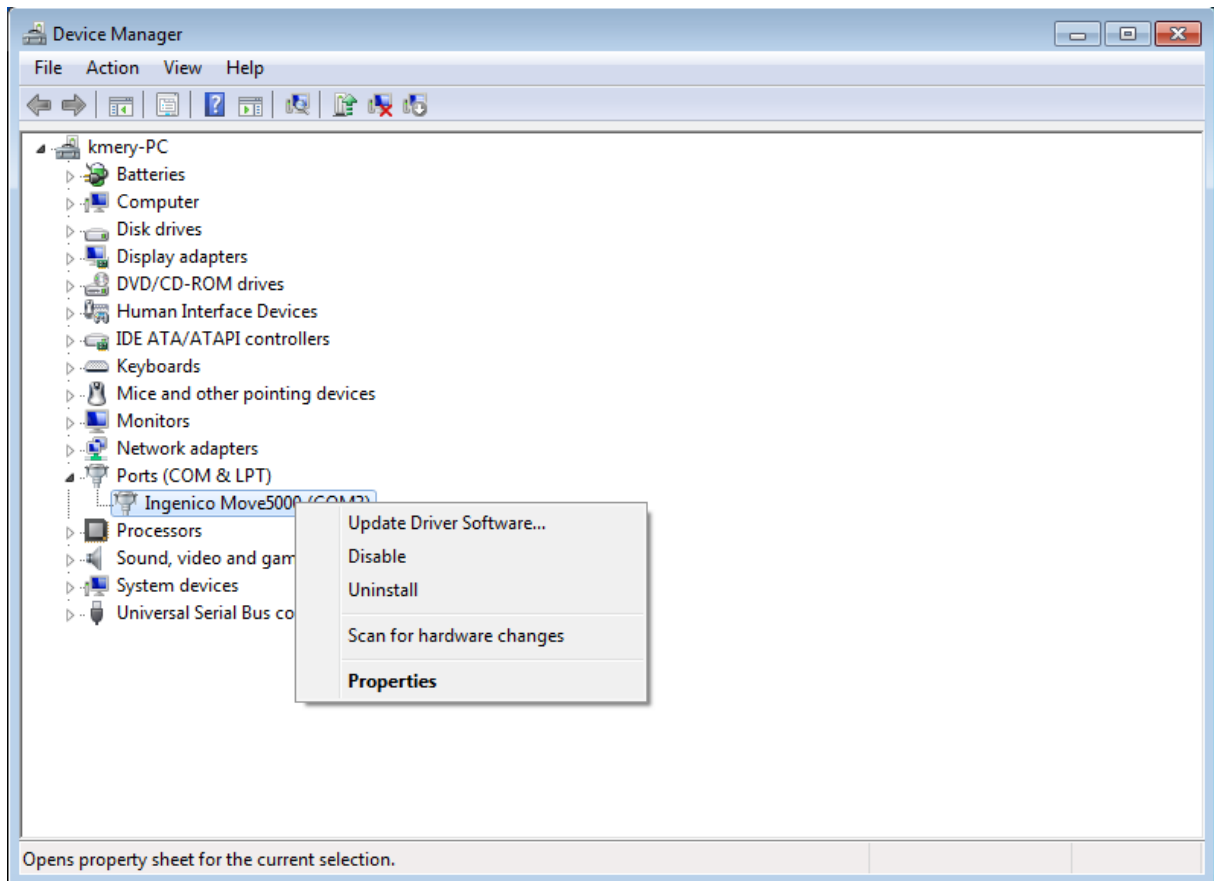 Device Manager
File Action View Help
kmery-PC
Batteries
Computer
Disk drives
Display adapters
DVD/CD-ROM drives
Human Interface Devices
IDE ATA/ATAPI controllers
Keyboards
Mice and other pointing devices
Monitors
Network adapters
Ports (COM & LPT)
Ingenico Move5000
Processors
Sound, video and gam
System devices
Universal Serial Bus co
Update Driver Software...
Disable
Uninstall
Scan for hardware changes
Properties
Opens property sheet for the current selection.